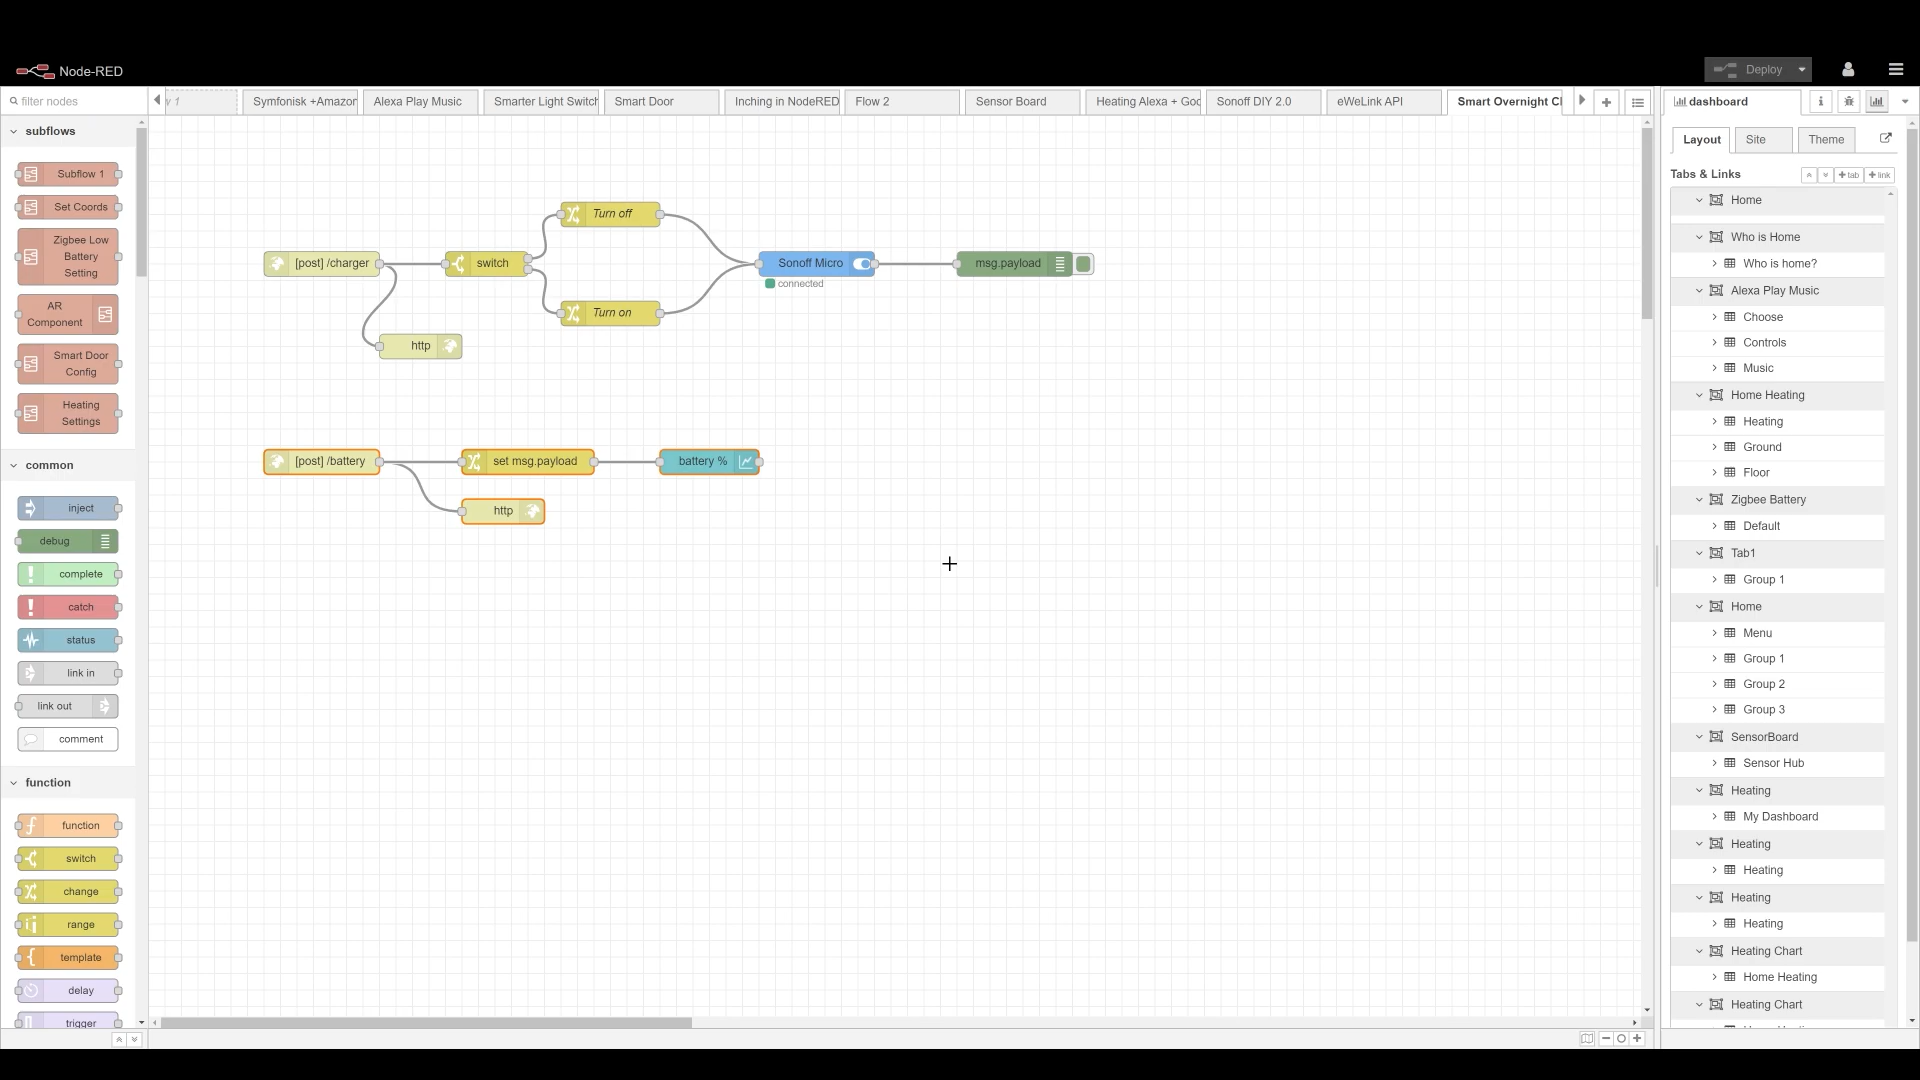 Node-RED
Deploy
filter nodes
Symfonisk +Amazon
Alexa Play Music
Smarter Light Switch
Smart Door
Inching in NodeRED
Flow 2
Sensor Board
Heating Alexa + Goo
Sonoff DIY 2.0
eWeLink API
Smart Overnight Cl
dashboard
subflows
Subflow 1
Set Coords
Zigbee Low
Battery
Setting
AR
Component
Smart Door
Config
Heating
Settings
common
inject
debug
complete
catch
status
link in
link out
comment
function
function
switch
change
range
template
delay
trigger
[post] /charger
switch
Turn off
Turn on
Sonoff Micro
connected
msg.payload
http
[post] /battery
set msg.payload
battery %
http
Layout
Site
Theme
Tabs & Links
+tab
+link
Home
Who is Home
Who is home?
Alexa Play Music
Choose
Controls
Music
Home Heating
Heating
Ground
Floor
Zigbee Battery
Default
Tab1
Group 1
Home
Menu
Group 1
Group 2
Group 3
SensorBoard
Sensor Hub
Heating
My Dashboard
Heating
Heating
Heating
Heating
Heating Chart
Home Heating
Heating Chart